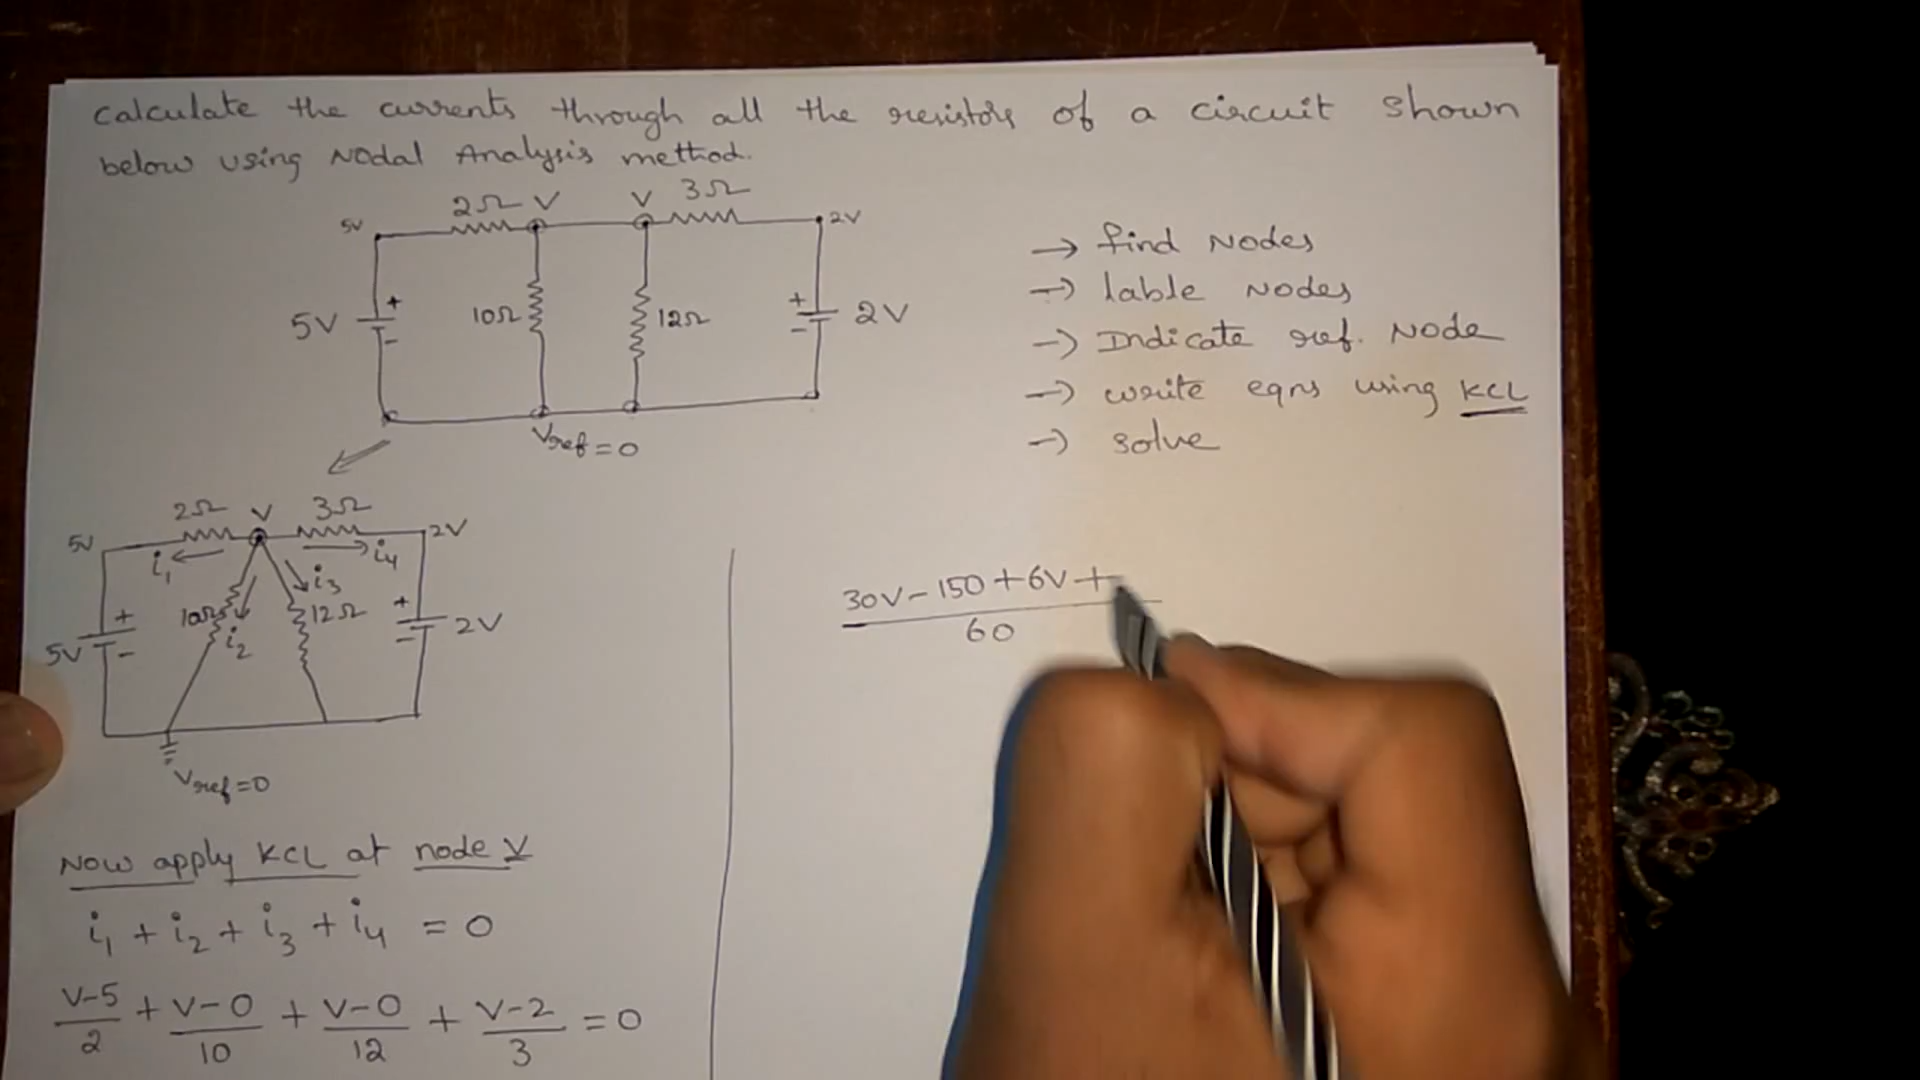 Calculate the currents through all the resistors of a circuit shown
below using Nodal Analysis method.
2Ω V
V 3Ω
5V
2V
5V
+
-
10Ω
12Ω
+
-
2V
Vref = 0
→ find Nodes
→ lable Nodes
→ Indicate ref. Node
→ write eqns using KCL
→ solve
2Ω V 3Ω
5V
2V
i1
i4
i3
10Ω
i2
12Ω
5V
+
-
+
-
2V
Vref = 0
30V - 150 + 6V +
60
Now apply KCL at node V
i1 + i2 + i3 + i4 = 0
V-5/2 + V-0/10 + V-0/12 + V-2/3 = 0